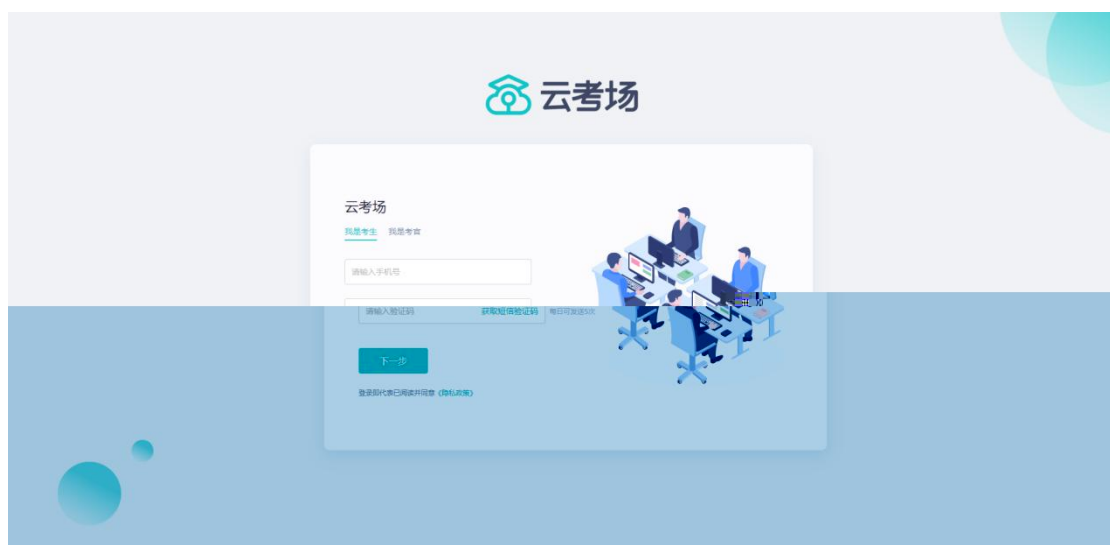 云考场
云考场
我是考生 我是考官
请输入手机号
请输入验证码 获取短信验证码 每日可发送5次
下一步
登录即代表已阅读并同意《隐私政策》